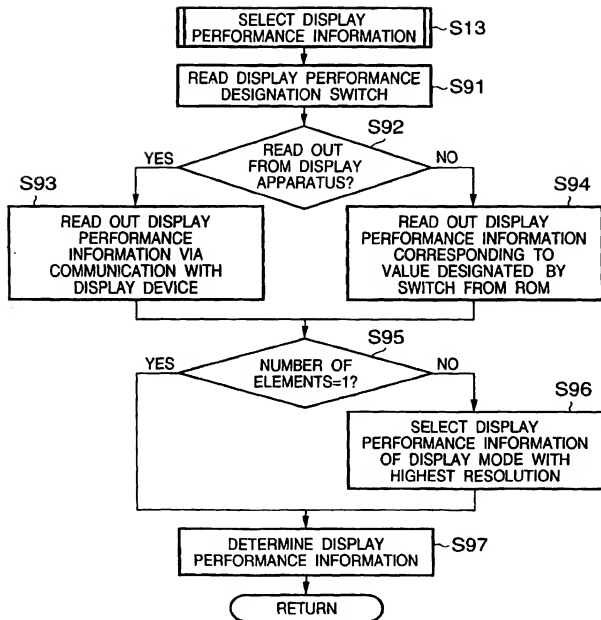 SELECT DISPLAY
PERFORMANCE INFORMATION
S13
READ DISPLAY PERFORMANCE
DESIGNATION SWITCH
S91
S92
READ OUT
FROM DISPLAY
APPARATUS?
YES
NO
S93
READ OUT DISPLAY
PERFORMANCE
INFORMATION VIA
COMMUNICATION WITH
DISPLAY DEVICE
S94
READ OUT DISPLAY
PERFORMANCE INFORMATION
CORRESPONDING TO
VALUE DESIGNATED BY
SWITCH FROM ROM
S95
NUMBER OF
ELEMENTS=1?
YES
NO
S96
SELECT DISPLAY
PERFORMANCE INFORMATION
OF DISPLAY MODE WITH
HIGHEST RESOLUTION
DETERMINE DISPLAY
PERFORMANCE INFORMATION
S97
RETURN